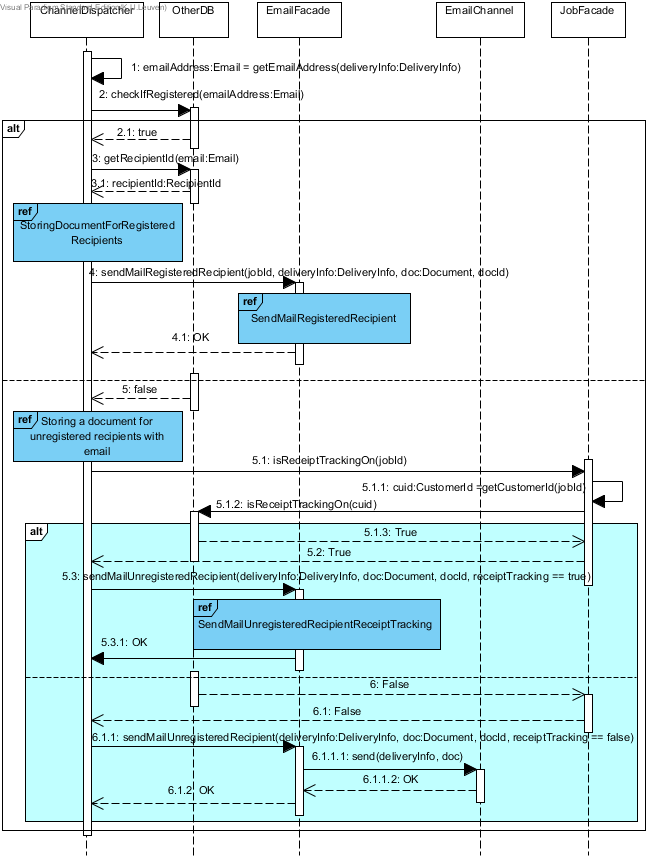 Visual Paradigm Standard Edition(K.U.Leuven)
ChannelDispatcher
OtherDB
EmailFacade
EmailChannel
JobFacade
1: emailAddress:Email = getEmailAddress(deliveryInfo:DeliveryInfo)
2: checkIfRegistered(emailAddress:Email)
alt
2.1: true
3: getRecipientId(email:Email)
3.1: recipientId:RecipientId
ref
StoringDocumentForRegistered
Recipients
4: sendMailRegisteredRecipient(jobId, deliveryInfo:DeliveryInfo, doc:Document, docId)
ref
SendMailRegisteredRecipient
4.1: OK
5: false
ref
Storing a document for
unregistered recipients with
email
5.1: isReceiptTrackingOn(jobId)
5.1.1: cuid:CustomerId =getCustomerId(jobId)
5.1.2: isReceiptTrackingOn(cuid)
alt
5.1.3: True
5.2: True
5.3: sendMailUnregisteredRecipient(deliveryInfo:DeliveryInfo, doc:Document, docId, receiptTracking == true)
ref
SendMailUnregisteredRecipientReceiptTracking
5.3.1: OK
6: False
6.1: False
6.1.1: sendMailUnregisteredRecipient(deliveryInfo:DeliveryInfo, doc:Document, docId, receiptTracking == false)
6.1.1.1: send(deliveryInfo, doc)
6.1.1.2: OK
6.1.2: OK